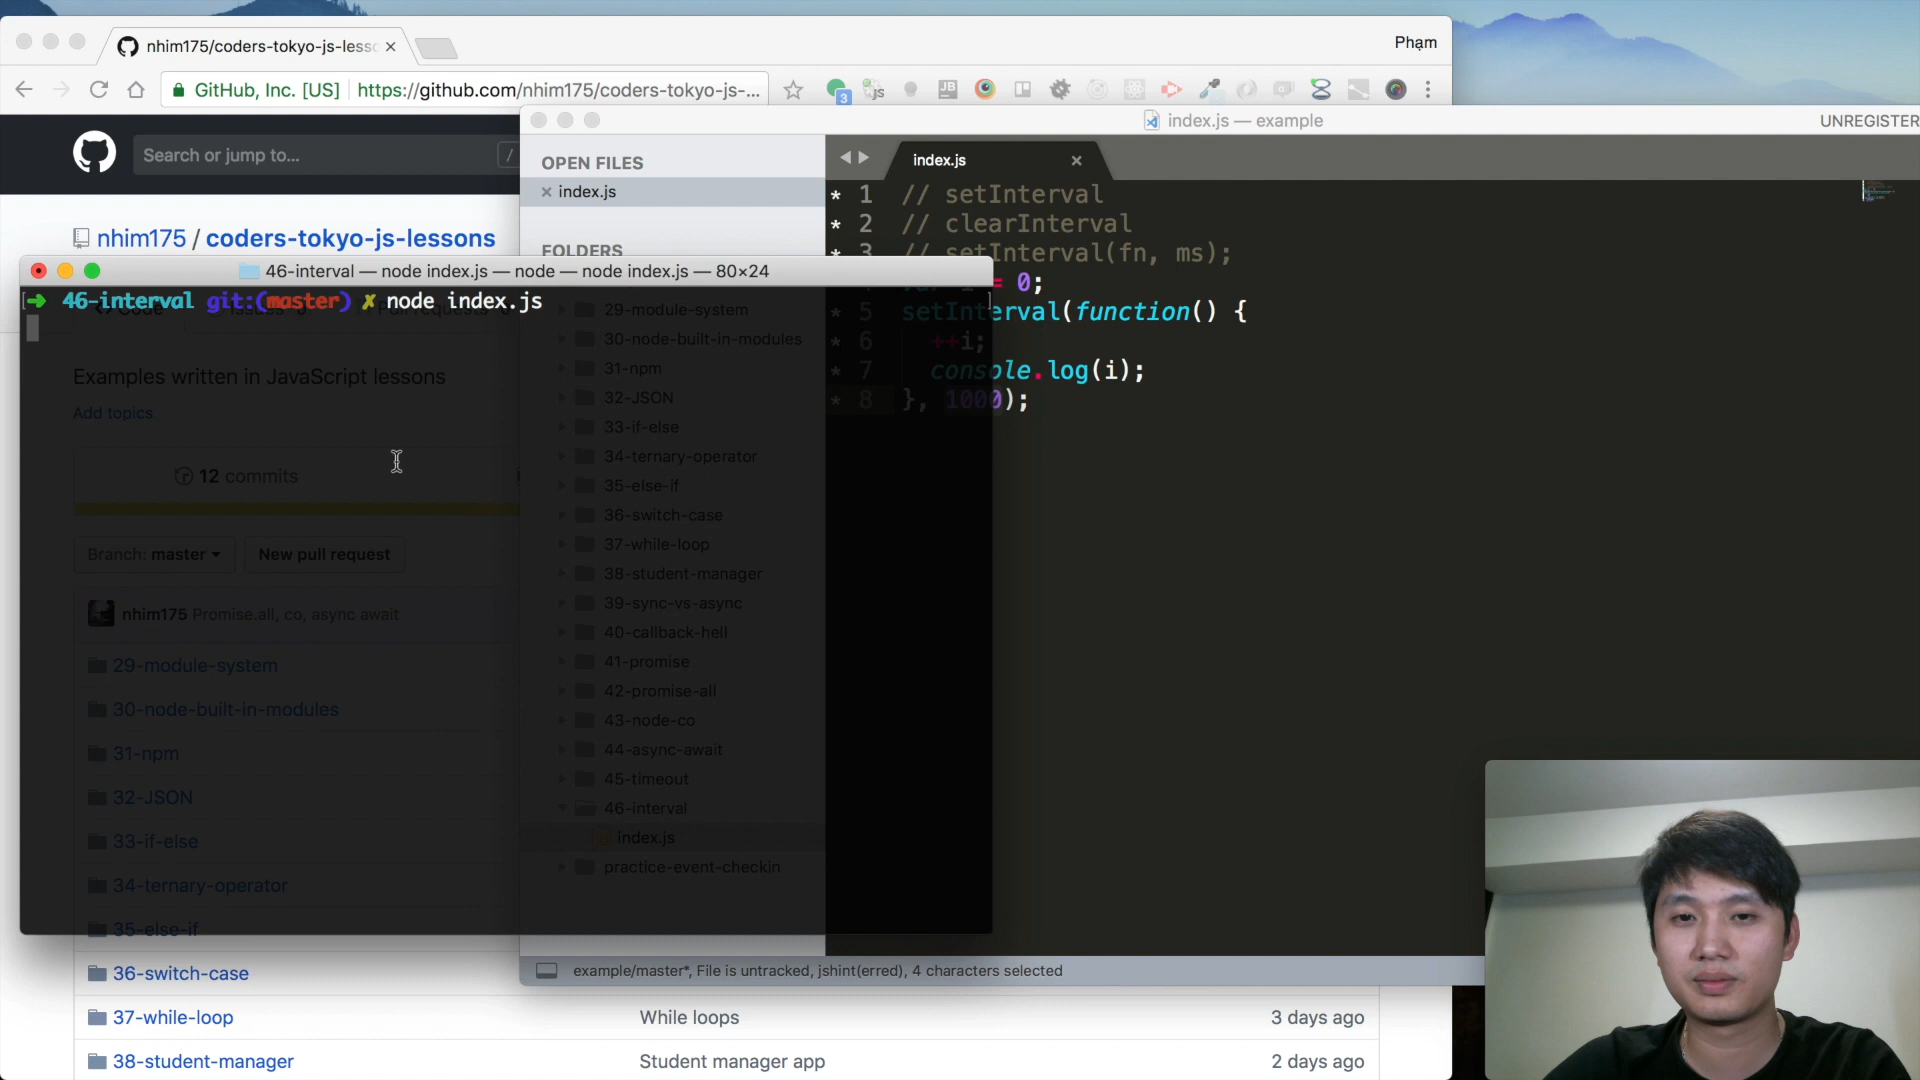 nhim175/coders-tokyo-js-lesso
Phạm
GitHub, Inc. [US] https://github.com/nhim175/coders-tokyo-js-...
3
js
JB
index.js — example
UNREGISTER
Search or jump to...
/
OPEN FILES
index.js
index.js
nhim175 / coders-tokyo-js-lessons
FOLDERS
1 // setInterval
2 // clearInterval
3 // setInterval(fn, ms);
= 0;
5 setInterval(function() {
6 ++i;
7 console.log(i);
8 }, 1000);
46-interval — node index.js — node — node index.js — 80×24
➜ 46-interval git:(master) ✗ node index.js
Code
Issues
Pull requests
Examples written in JavaScript lessons
Add topics
12 commits
Branch: master
New pull request
nhim175 Promise.all, co, async await
29-module-system
30-node-built-in-modules
31-npm
32-JSON
33-if-else
34-ternary-operator
35-else-if
36-switch-case
37-while-loop While loops 3 days ago
38-student-manager Student manager app 2 days ago
29-module-system
30-node-built-in-modules
31-npm
32-JSON
33-if-else
34-ternary-operator
35-else-if
36-switch-case
37-while-loop
38-student-manager
39-sync-vs-async
40-callback-hell
41-promise
42-promise-all
43-node-co
44-async-await
45-timeout
46-interval
index.js
practice-event-checkin
example/master*, File is untracked, jshint(erred), 4 characters selected